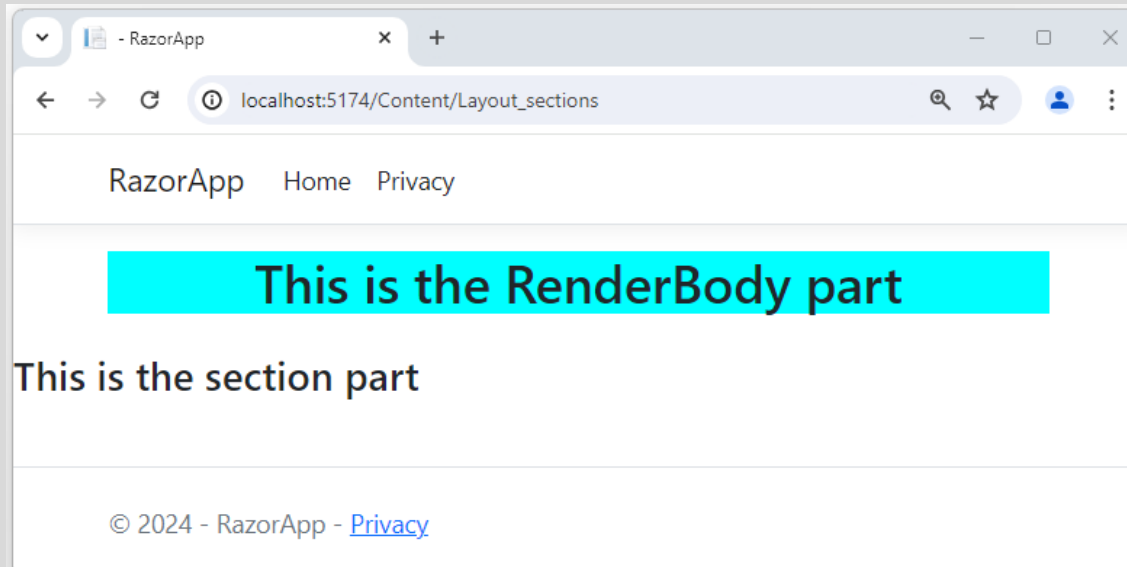 - RazorApp
localhost:5174/Content/Layout_sections
RazorApp Home Privacy
This is the RenderBody part
This is the section part
© 2024 - RazorApp - Privacy